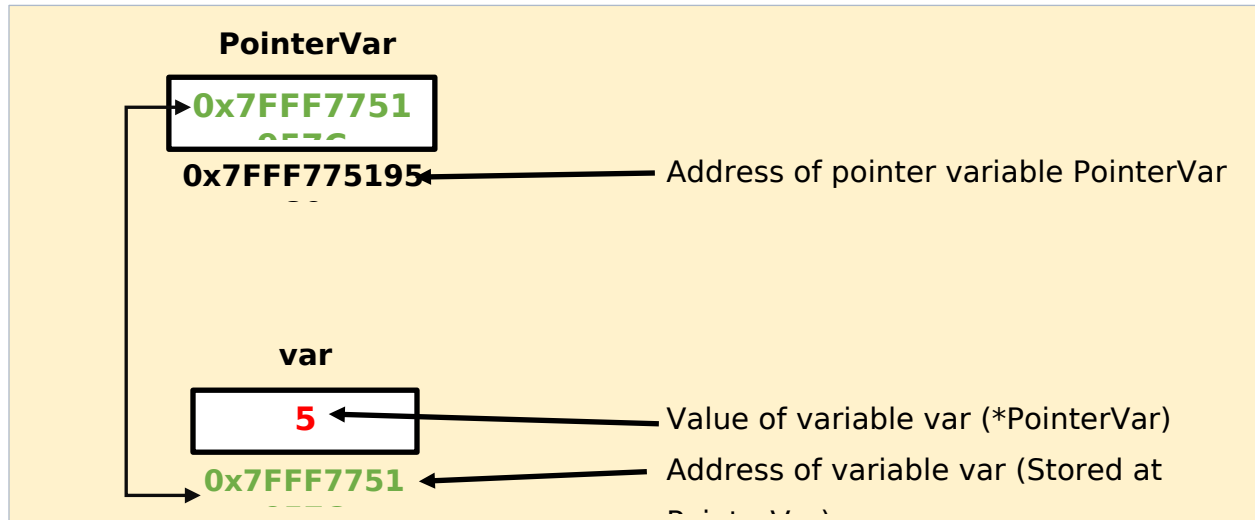 PointerVar
0x7FFF7751
0x7FFF775195
Address of pointer variable PointerVar
var
5
Value of variable var (*PointerVar)
0x7FFF7751
Address of variable var (Stored at